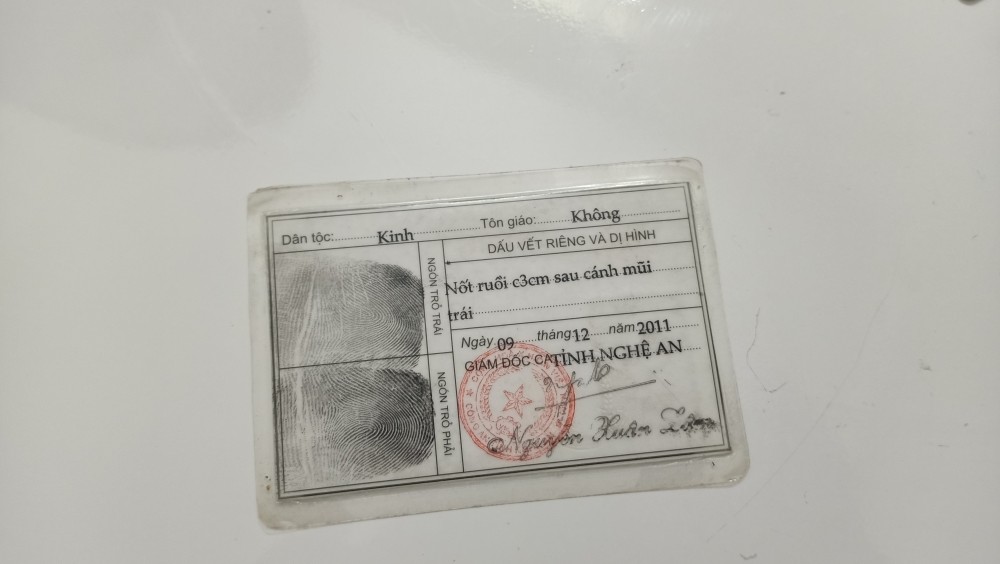 Dân tộc: Kinh Tôn giáo: Không
DẤU VẾT RIÊNG VÀ DỊ HÌNH
NGÓN TRỎ TRÁI
Nốt ruồi c3cm sau cánh mũi
trái
Ngày 09 tháng 12 năm 2011
GIÁM ĐỐC CA TỈNH NGHỆ AN
NGÓN TRỎ PHẢI
Nguyễn Xuân Lâm